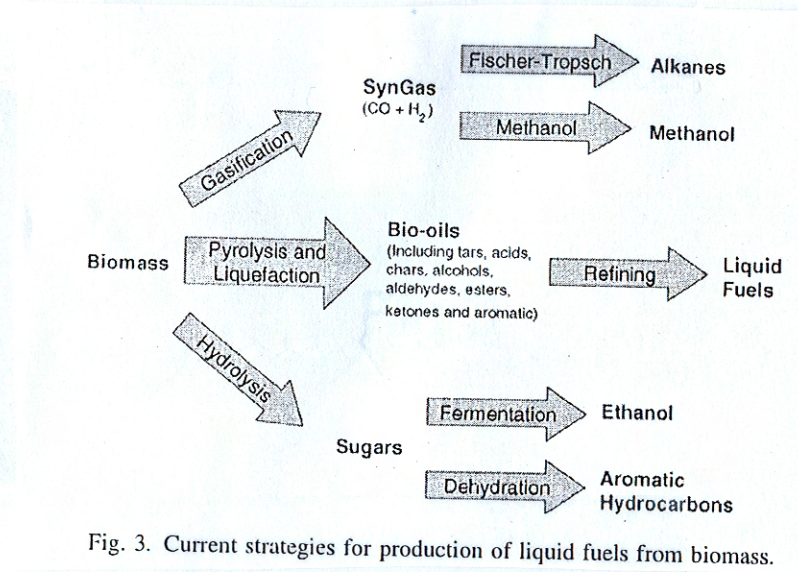 Fischer-Tropsch
Alkanes
SynGas
(CO + H₂)
Methanol
Methanol
Gasification
Biomass
Pyrolysis and
Liquefaction
Bio-oils
(Including tars, acids,
chars, alcohols,
aldehydes, esters,
ketones and aromatic)
Refining
Liquid
Fuels
Hydrolysis
Sugars
Fermentation
Ethanol
Dehydration
Aromatic
Hydrocarbons
Fig. 3. Current strategies for production of liquid fuels from biomass.